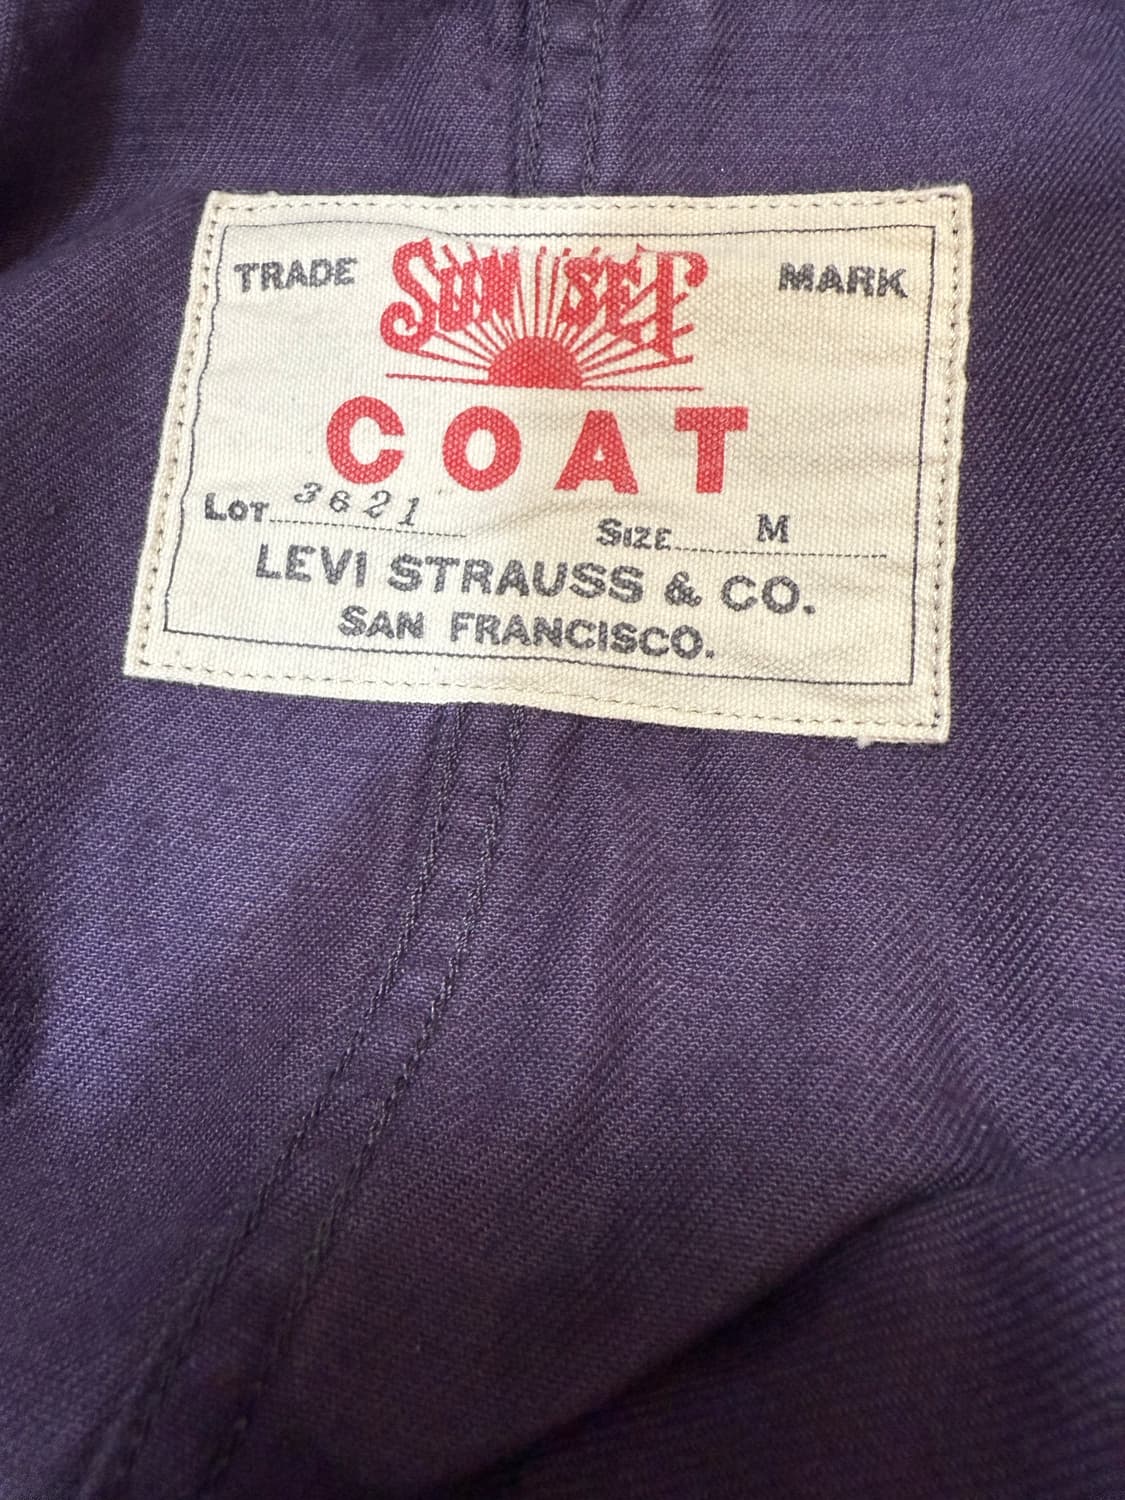 TRADE SUNSET MARK
COAT
LOT 3621 SIZE M
LEVI STRAUSS & CO.
SAN FRANCISCO.